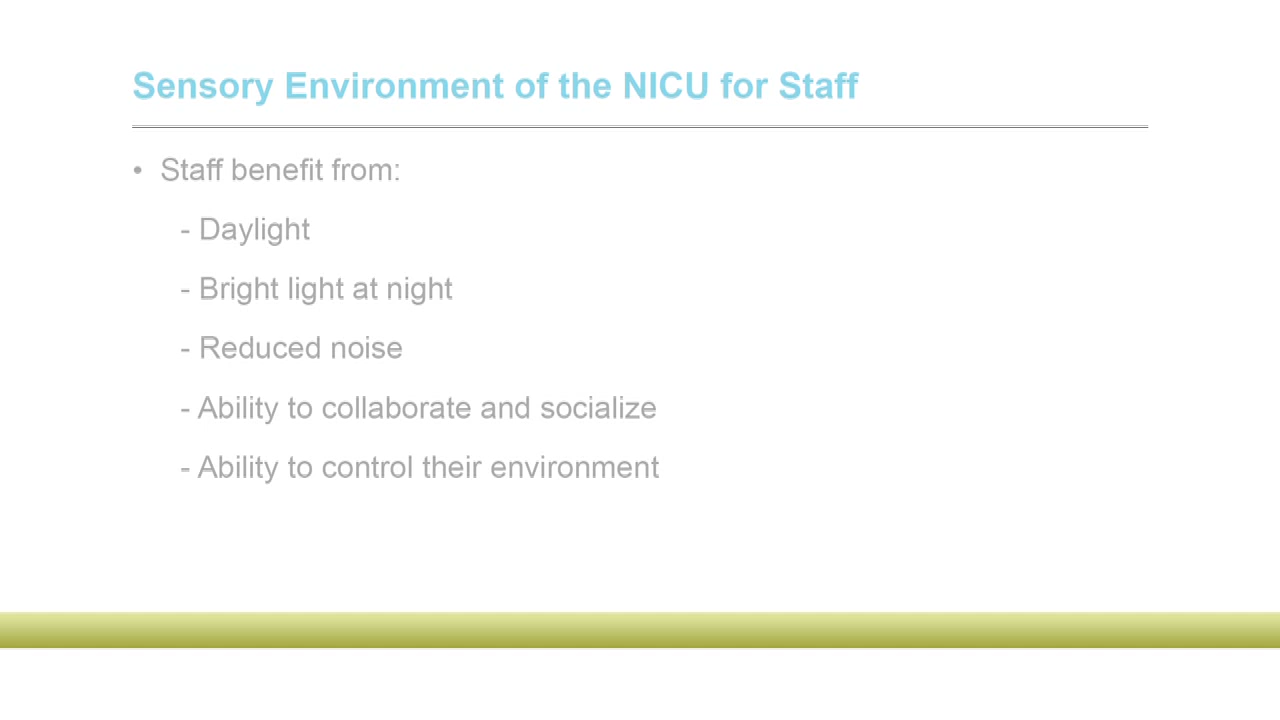 Sensory Environment of the NICU for Staff
• Staff benefit from:
- Daylight
- Bright light at night
- Reduced noise
- Ability to collaborate and socialize
- Ability to control their environment